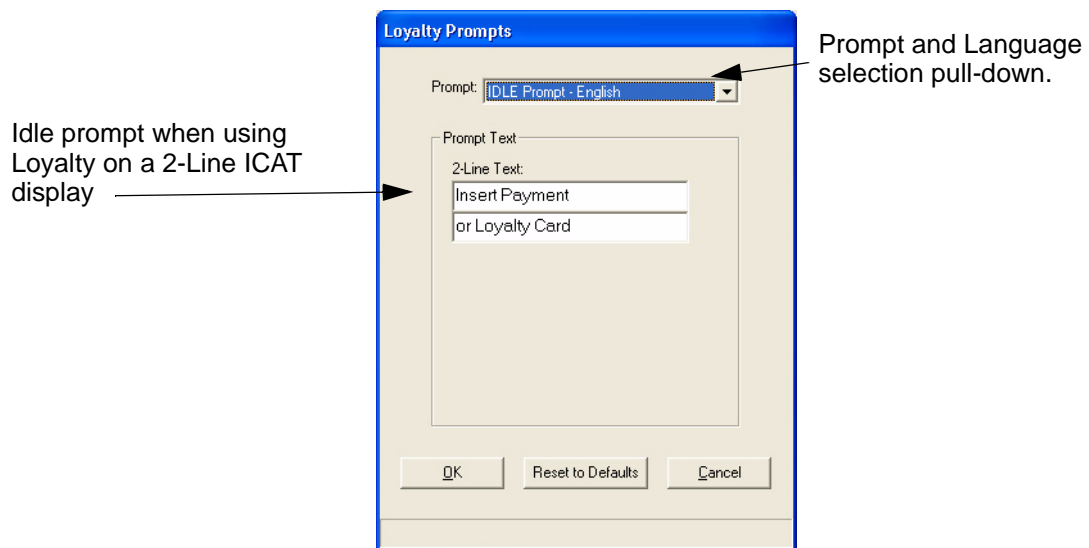 Loyalty Prompts
Prompt and Language
selection pull-down.
Prompt:
IDLE Prompt - English
Idle prompt when using
Loyalty on a 2-Line ICAT
display
Prompt Text
2-Line Text:
Insert Payment
or Loyalty Card
OK
Reset to Defaults
Cancel